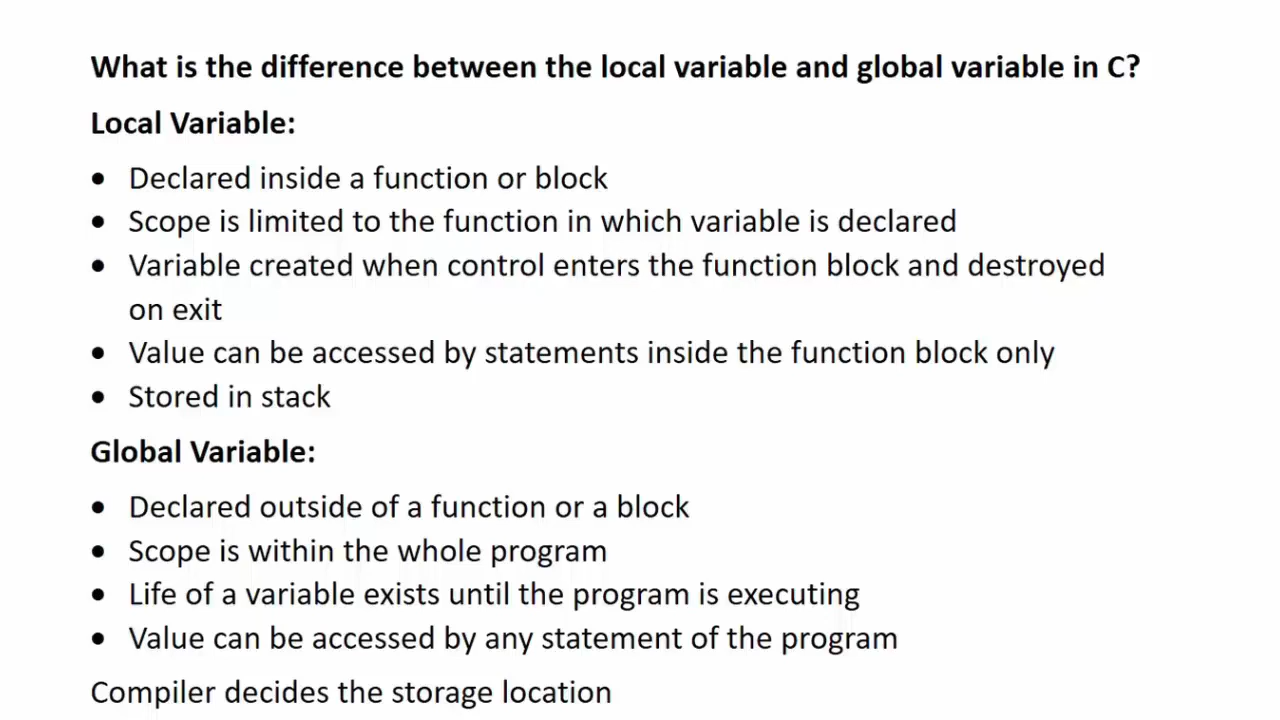 What is the difference between the local variable and global variable in C?
Local Variable:
• Declared inside a function or block
• Scope is limited to the function in which variable is declared
• Variable created when control enters the function block and destroyed
on exit
• Value can be accessed by statements inside the function block only
• Stored in stack
Global Variable:
• Declared outside of a function or a block
• Scope is within the whole program
• Life of a variable exists until the program is executing
• Value can be accessed by any statement of the program
Compiler decides the storage location